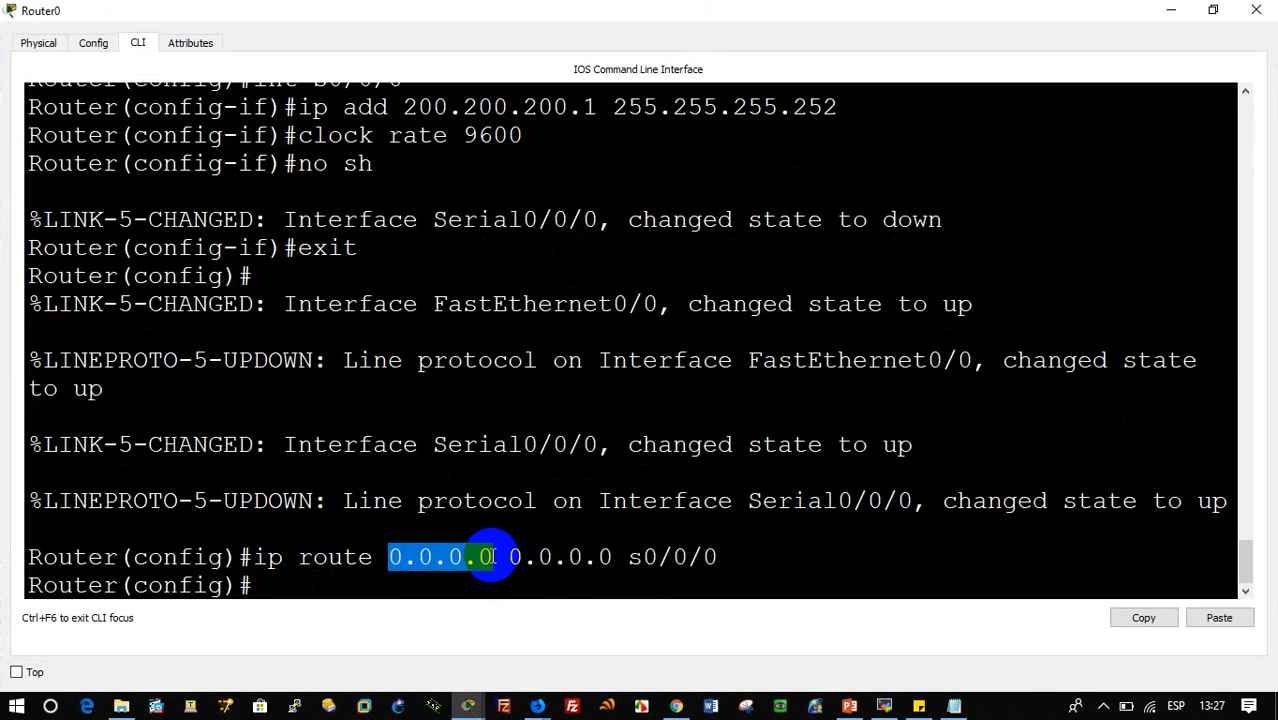 Router0
Physical Config CLI Attributes
IOS Command Line Interface
Router(config)#int s0/0/0
Router(config-if)#ip add 200.200.200.1 255.255.255.252
Router(config-if)#clock rate 9600
Router(config-if)#no sh
%LINK-5-CHANGED: Interface Serial0/0/0, changed state to down
Router(config-if)#exit
Router(config)#
%LINK-5-CHANGED: Interface FastEthernet0/0, changed state to up
%LINEPROTO-5-UPDOWN: Line protocol on Interface FastEthernet0/0, changed state
to up
%LINK-5-CHANGED: Interface Serial0/0/0, changed state to up
%LINEPROTO-5-UPDOWN: Line protocol on Interface Serial0/0/0, changed state to up
Router(config)#ip route 0.0.0.0 0.0.0.0 s0/0/0
Router(config)#
Ctrl+F6 to exit CLI focus
Copy Paste
Top
ESP 13:27